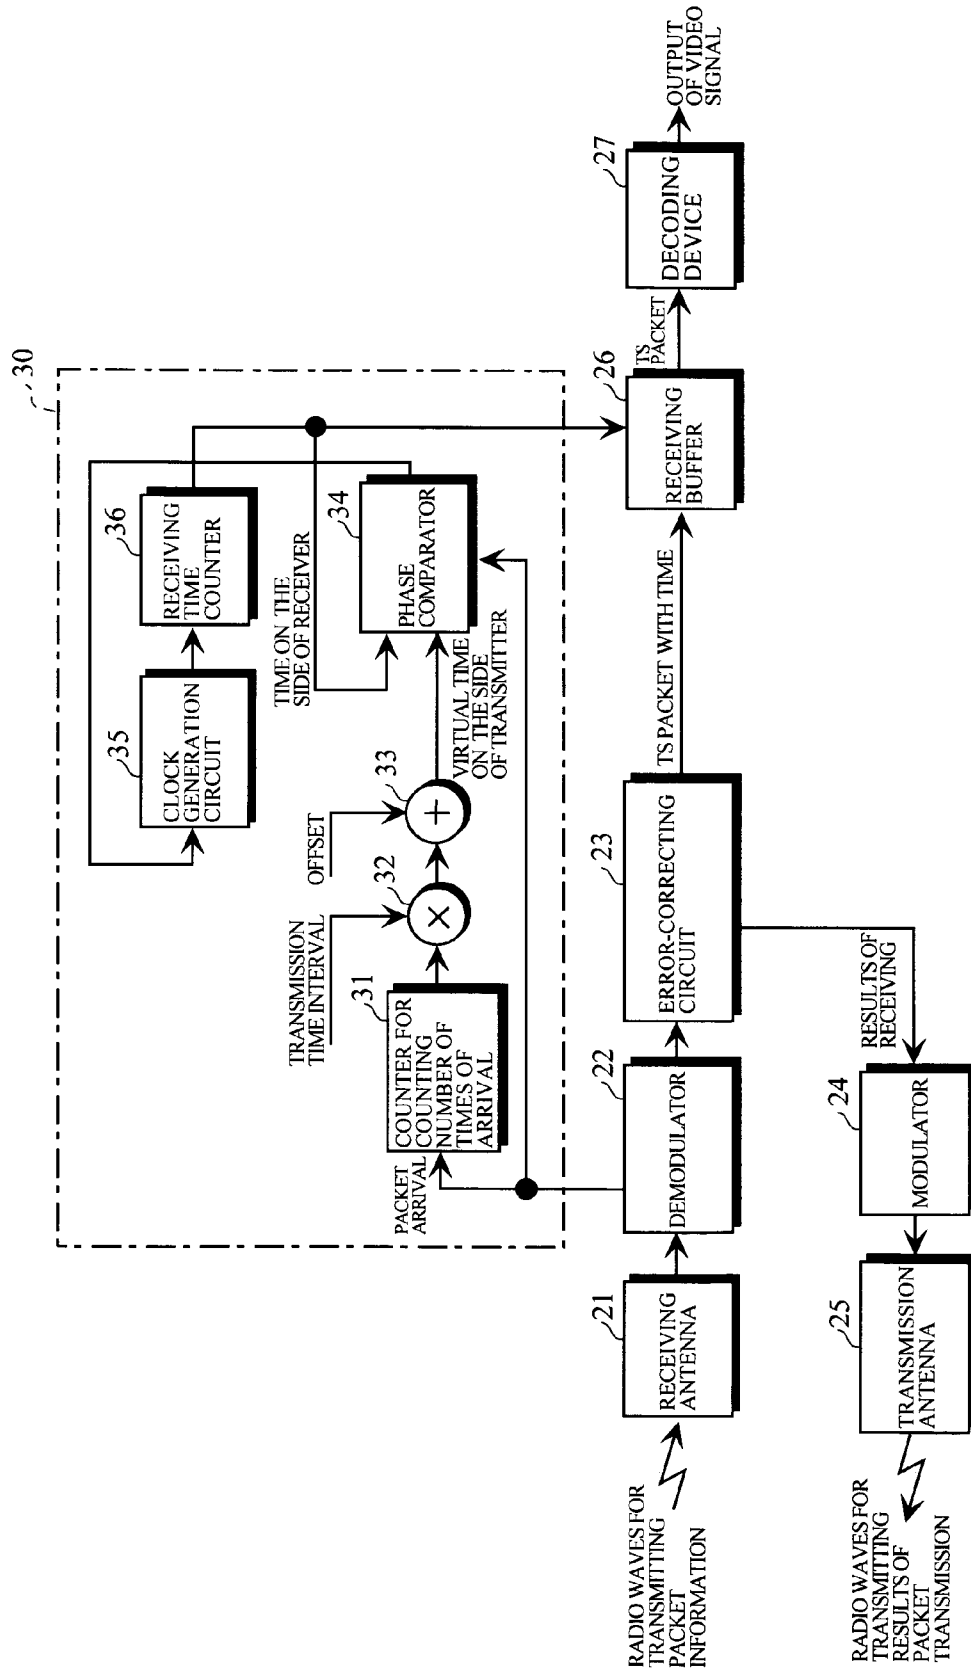 30
36
RECEIVING
TIME
COUNTER
35
CLOCK
GENERATION
CIRCUIT
TIME ON THE
SIDE OF RECEIVER
34
PHASE
COMPARATOR
VIRTUAL TIME
ON THE SIDE
OF TRANSMITTER
33
+
OFFSET
32
×
TRANSMISSION
TIME INTERVAL
31
COUNTER FOR
COUNTING
NUMBER OF
TIMES OF
ARRIVAL
PACKET
ARRIVAL
RADIO WAVES FOR
TRANSMITTING
PACKET
INFORMATION
21
RECEIVING
ANTENNA
22
DEMODULATOR
23
ERROR-CORRECTING
CIRCUIT
TS PACKET WITH TIME
26
RECEIVING
BUFFER
TS
PACKET
27
DECODING
DEVICE
OUTPUT
OF VIDEO
SIGNAL
RESULTS OF
RECEIVING
24
MODULATOR
25
TRANSMISSION
ANTENNA
RADIO WAVES FOR
TRANSMITTING
RESULTS OF
PACKET
TRANSMISSION